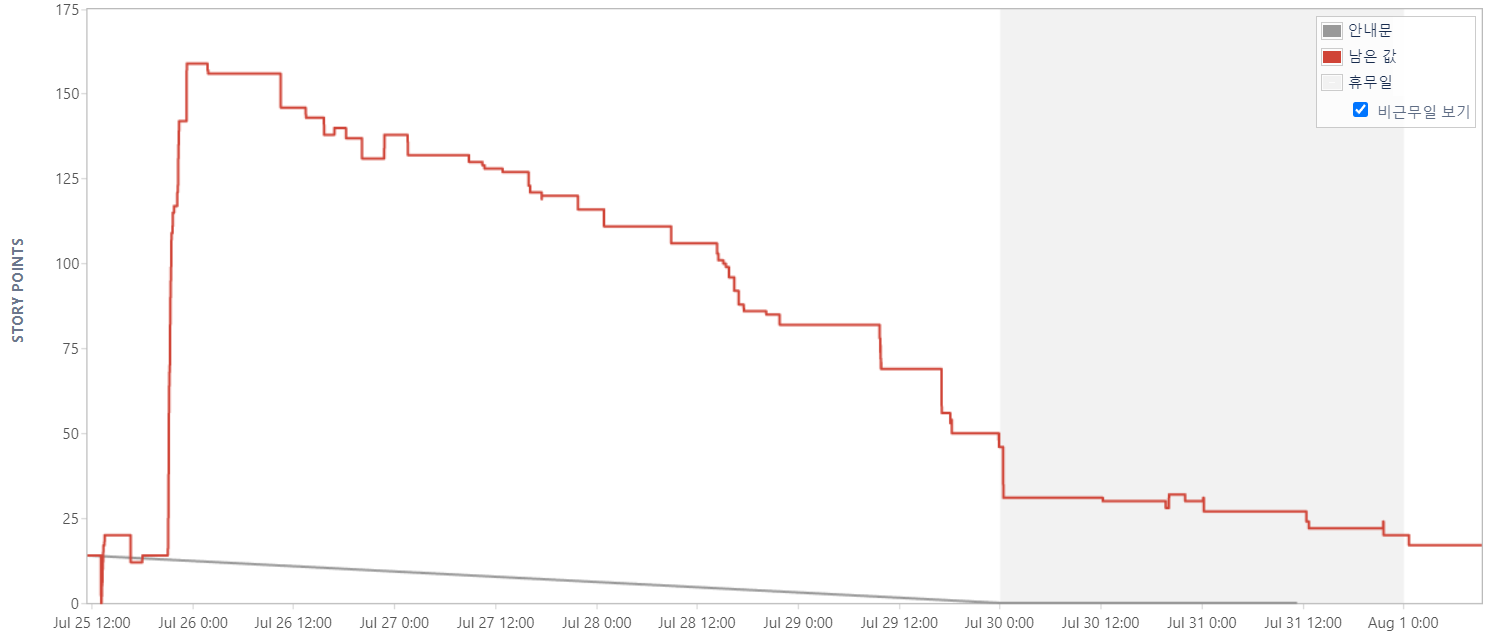 175
안내문
남은 값
휴무일
비근무일 보기
150
125
100
75
50
25
0
STORY POINTS
Jul 25 12:00
Jul 26 0:00
Jul 26 12:00
Jul 27 0:00
Jul 27 12:00
Jul 28 0:00
Jul 28 12:00
Jul 29 0:00
Jul 29 12:00
Jul 30 0:00
Jul 30 12:00
Jul 31 0:00
Jul 31 12:00
Aug 1 0:00